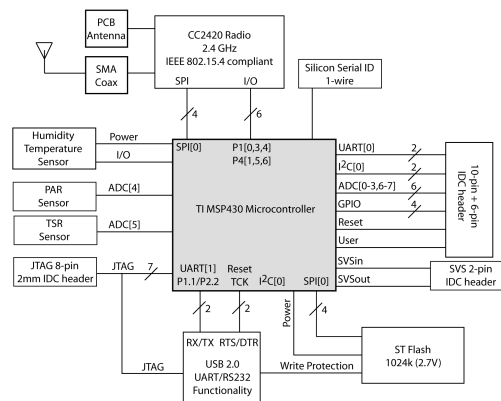 PCB
Antenna
CC2420 Radio
2.4 GHz
IEEE 802.15.4 compliant
SPI I/O
SMA
Coax
Silicon Serial ID
1-wire
4
6
Humidity
Temperature
Sensor
Power
I/O
SPI[0]
P1[0,3,4]
P4[1,5,6]
UART[0] 2
I²C[0] 2
ADC[0-3,6-7] 6
GPIO 4
Reset
User
10-pin + 6-pin
IDC header
PAR
Sensor
ADC[4]
TI MSP430 Microcontroller
TSR
Sensor
ADC[5]
SVSin
SVSout
SVS 2-pin
IDC header
JTAG 8-pin
2mm IDC header
JTAG 7
UART[1] Reset
P1.1/P2.2 TCK I²C[0] SPI[0]
2
2
Power
4
RX/TX RTS/DTR
USB 2.0
UART/RS232
Functionality
JTAG
Write Protection
ST Flash
1024k (2.7V)